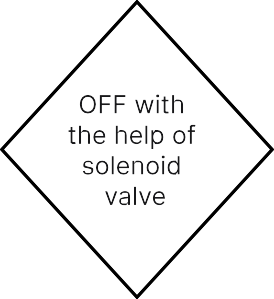 OFF with
the help of
solenoid
valve